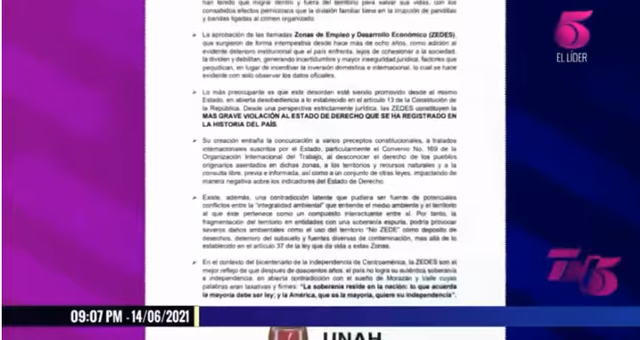 tenido que migrar dentro y fuera del territorio para salvar sus vidas, con los
consabidos efectos perniciosos que la división familiar tiene en la irrupción de pandillas
y bandas ligadas al crimen organizado.
La aprobación de las llamadas Zonas de Empleo y Desarrollo Económico (ZEDES),
que surgieron de forma intempestiva desde hace más de ocho años, como adición al
evidente deterioro institucional que el país enfrenta, lejos de cohesionar a la sociedad,
la dividen y debilitan, generando incertidumbre y mayor inseguridad jurídica, factores
que perjudican, en lugar de incentivar la inversión doméstica e internacional, lo cual se hace
evidente con solo observar los datos oficiales.
Lo más preocupante es que este desorden esté siendo promovido desde el mismo
Estado, en abierta desobediencia a lo establecido en el artículo 13 de la Constitución de
la República. Desde una perspectiva estrictamente jurídica, las ZEDES constituyen la
MAS GRAVE VIOLACIÓN AL ESTADO DE DERECHO QUE SE HA REGISTRADO EN
LA HISTORIA DEL PAÍS.
Su creación entraña la conculcación a varios preceptos constitucionales, a tratados
internacionales suscritos por el Estado, particularmente el Convenio No. 169 de la
Organización Internacional del Trabajo, al desconocer el derecho de los pueblos
originarios asentados en dichas zonas, a los territorios y recursos naturales y a la
consulta libre, previa e informada, así como a un conjunto de otras leyes, impactando de
manera negativa sobre los indicadores del Estado de Derecho.
Existe, además, una contradicción latente que pudiera ser fuente de potenciales
conflictos entre la "integralidad ambiental" que entiende el medio ambiente y el territorio
al que éste pertenece como un compuesto interactuante entre sí. Por tanto, la
fragmentación del territorio en entidades con una soberanía espuria, podría provocar
severos daños ambientales como el uso del territorio "No ZEDE" como depósito de
desechos, deterioro del subsuelo y fuentes diversas de contaminación, mas allá de lo
establecido en el artículo 37 de la ley que da vida a estas Zonas.
En el contexto del bicentenario de la Independencia de Centroamérica, la ZEDES son el
mejor reflejo de que después de doscientos años, el país no logra su auténtica soberanía
e independencia, en abierta contradicción con el sueño de Morazán y Valle cuyas
palabras eran taxativas y firmes: "La soberanía reside en la nación: lo que acuerda
la mayoría debe ser ley; y la América, que es la mayoría, quiere su independencia".
UNAH
5
EL LÍDER
TN5
09:07 PM - 14/06/2021